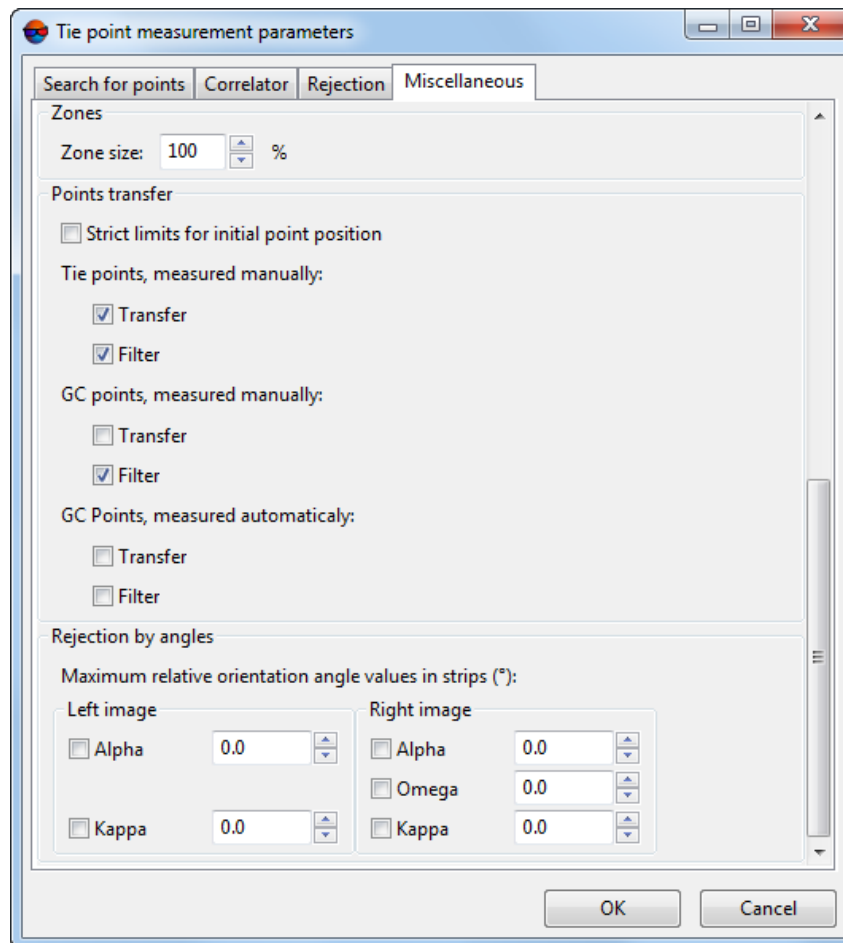 Tie point measurement parameters
Search for points Correlator Rejection Miscellaneous
Zones
Zone size: 100 %
Points transfer
Strict limits for initial point position
Tie points, measured manually:
Transfer
Filter
GC points, measured manually:
Transfer
Filter
GC Points, measured automaticaly:
Transfer
Filter
Rejection by angles
Maximum relative orientation angle values in strips (°):
Left image Right image
Alpha 0.0 Alpha 0.0
Omega 0.0
Kappa 0.0 Kappa 0.0
OK Cancel